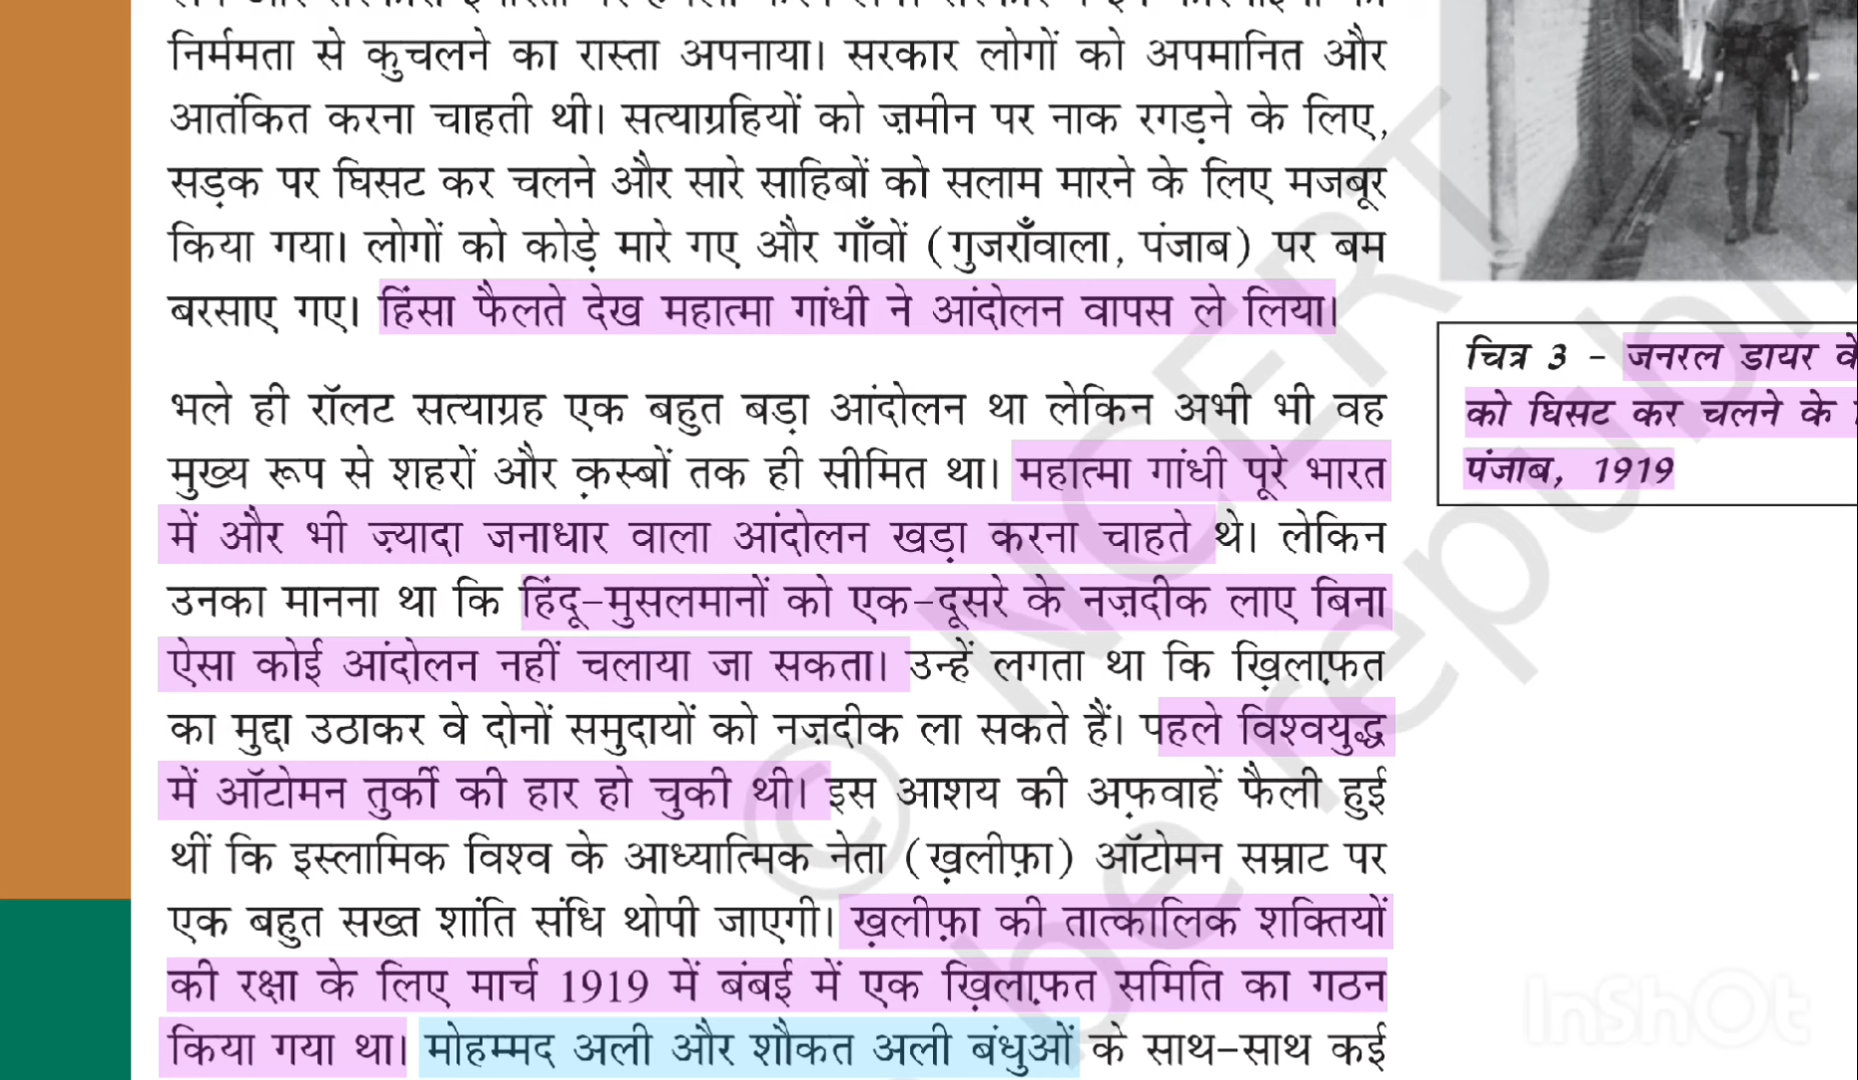 निर्ममता से कुचलने का रास्ता अपनाया। सरकार लोगों को अपमानित और
आतंकित करना चाहती थी। सत्याग्रहियों को ज़मीन पर नाक रगड़ने के लिए,
सड़क पर घिसट कर चलने और सारे साहिबों को सलाम मारने के लिए मजबूर
किया गया। लोगों को कोड़े मारे गए और गाँवों (गुजराँवाला, पंजाब) पर बम
बरसाए गए। हिंसा फैलते देख महात्मा गांधी ने आंदोलन वापस ले लिया।
भले ही रॉलट सत्याग्रह एक बहुत बड़ा आंदोलन था लेकिन अभी भी वह
मुख्य रूप से शहरों और क़स्बों तक ही सीमित था। महात्मा गांधी पूरे भारत
में और भी ज़्यादा जनाधार वाला आंदोलन खड़ा करना चाहते थे। लेकिन
उनका मानना था कि हिंदू-मुसलमानों को एक-दूसरे के नज़दीक लाए बिना
ऐसा कोई आंदोलन नहीं चलाया जा सकता। उन्हें लगता था कि ख़िलाफ़त
का मुद्दा उठाकर वे दोनों समुदायों को नज़दीक ला सकते हैं। पहले विश्वयुद्ध
में ऑटोमन तुर्की की हार हो चुकी थी। इस आशय की अफ़वाहें फैली हुई
थीं कि इस्लामिक विश्व के आध्यात्मिक नेता (ख़लीफ़ा) ऑटोमन सम्राट पर
एक बहुत सख्त शांति संधि थोपी जाएगी। ख़लीफ़ा की तात्कालिक शक्तियों
की रक्षा के लिए मार्च 1919 में बंबई में एक ख़िलाफ़त समिति का गठन
किया गया था। मोहम्मद अली और शौकत अली बंधुओं के साथ-साथ कई
चित्र 3 - जनरल डायर
को घिसट कर चलने के
पंजाब, 1919
© NCERT
be republi
InShOt